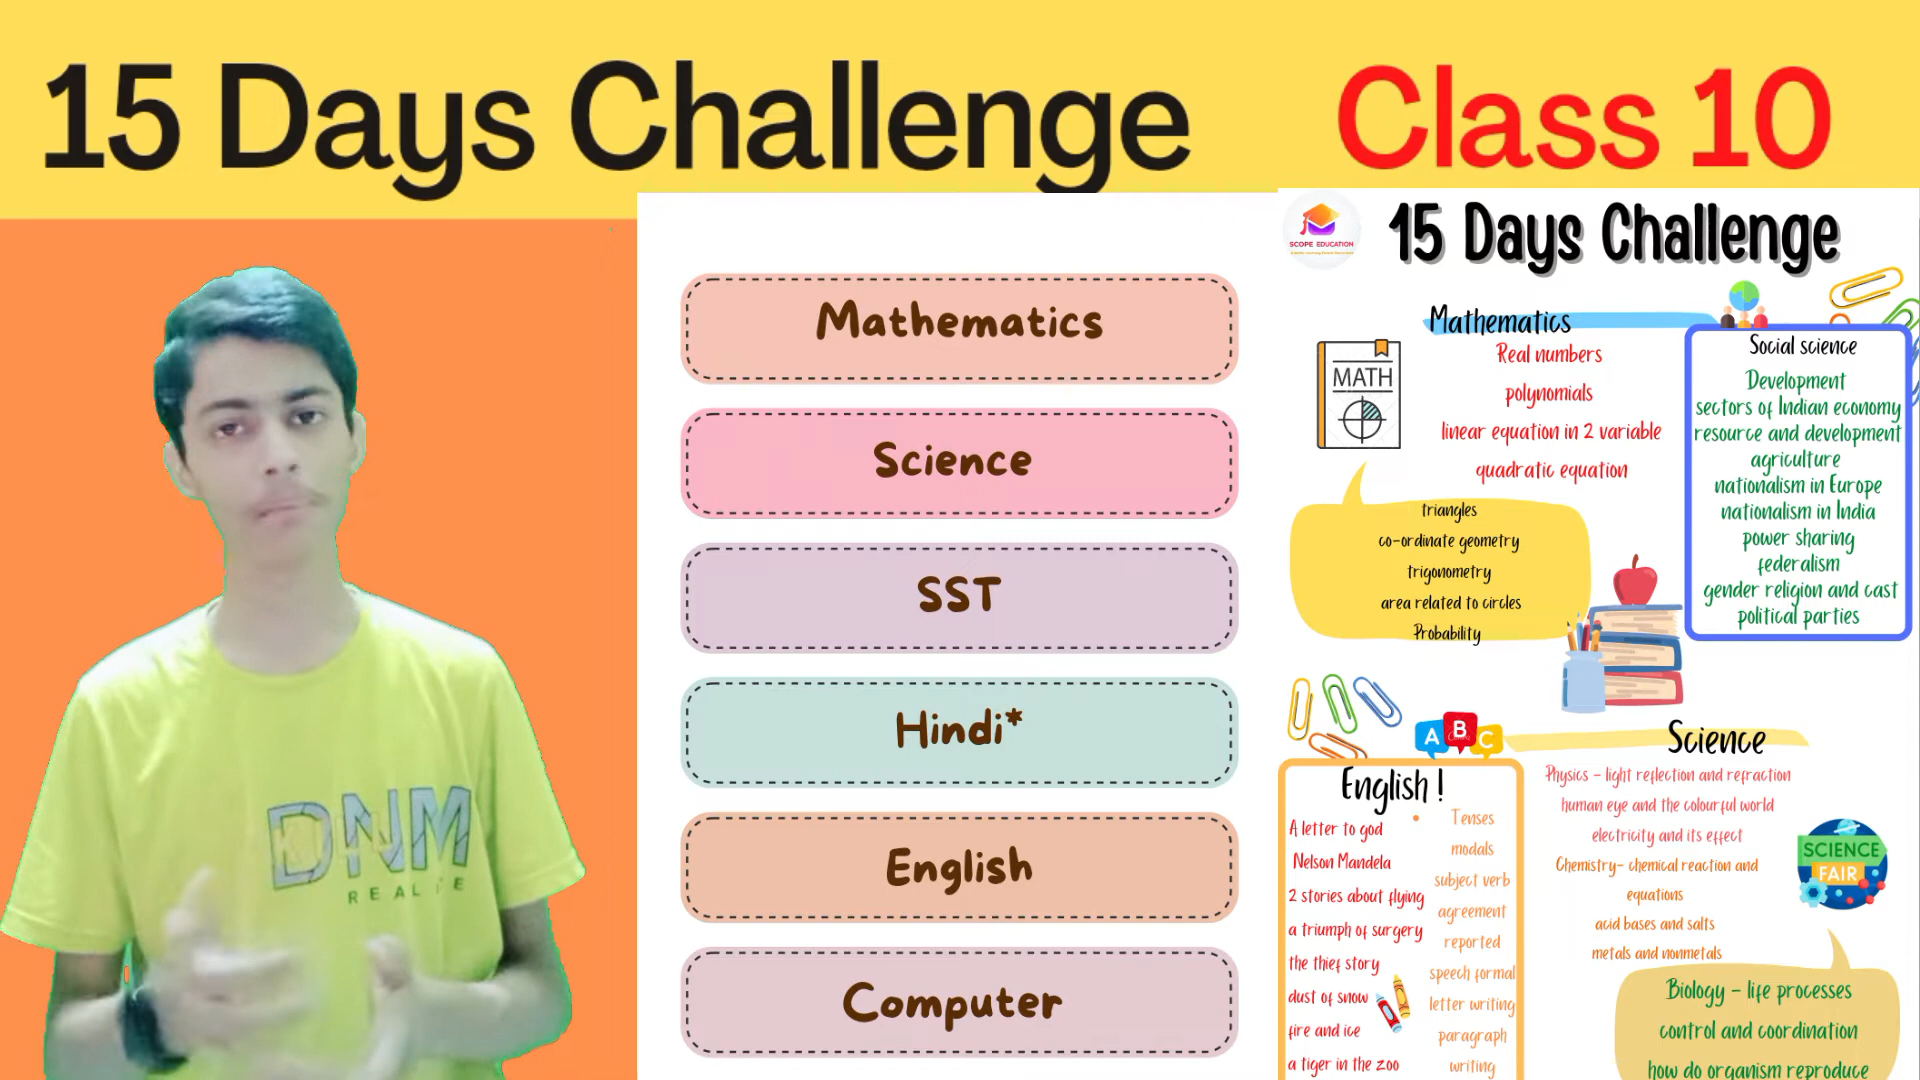 15 Days Challenge
Class 10
Mathematics
Science
SST
Hindi*
English
Computer
DNM
REAL
SCOPE EDUCATION
15 Days Challenge
Mathematics
MATH
Real numbers
polynomials
linear equation in 2 variable
quadratic equation
triangles
co-ordinate geometry
trigonometry
area related to circles
Probability
Social science
Development
sectors of Indian economy
resource and development
agriculture
nationalism in Europe
nationalism in India
power sharing
federalism
gender religion and cast
political parties
A B C
English !
A letter to god
Nelson Mandela
2 stories about flying
a triumph of surgery
the thief story
dust of snow
fire and ice
a tiger in the zoo
Tenses
modals
subject verb
agreement
reported
speech formal
letter writing
paragraph
writing
Science
Physics - light reflection and refraction
human eye and the colourful world
electricity and its effect
Chemistry- chemical reaction and
equations
acid bases and salts
metals and nonmetals
SCIENCE
FAIR
Biology - life processes
control and coordination
how do organism reproduce